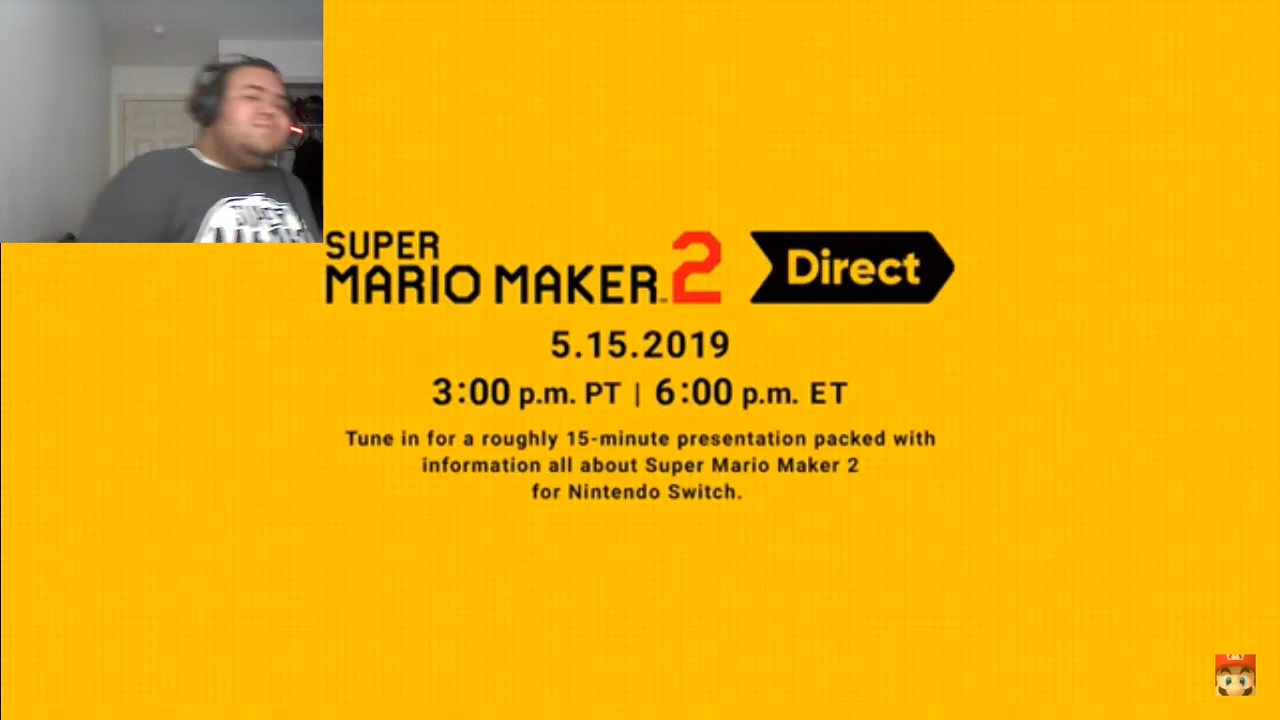 SUPER
MARIO MAKER™ 2 Direct
5.15.2019
3:00 p.m. PT | 6:00 p.m. ET
Tune in for a roughly 15-minute presentation packed with
information all about Super Mario Maker 2
for Nintendo Switch.